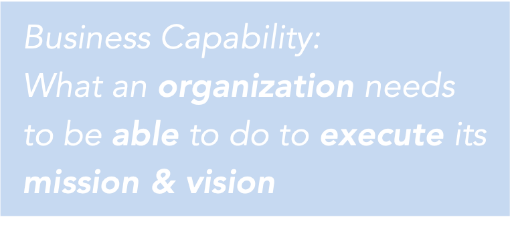 Business Capability:
What an organization needs
to be able to do to execute its
mission & vision